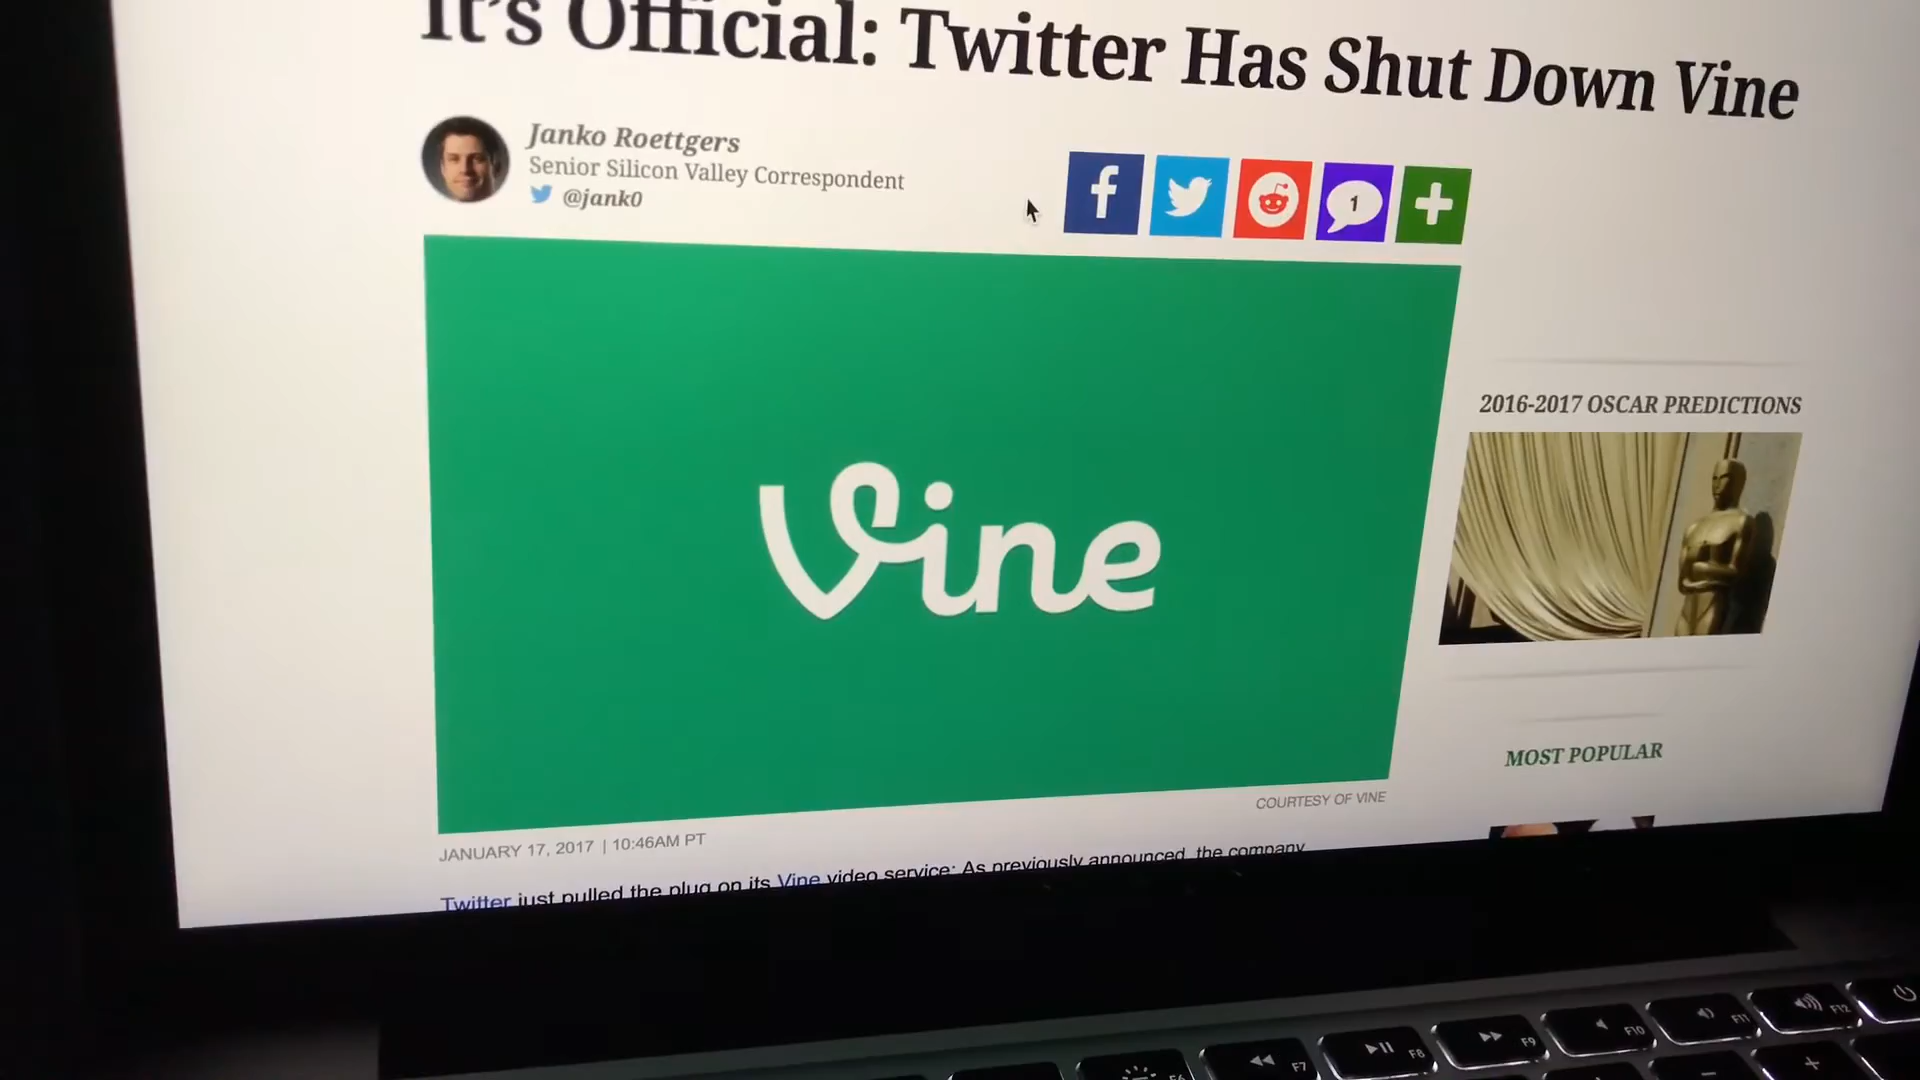 It's Official: Twitter Has Shut Down Vine
Janko Roettgers
Senior Silicon Valley Correspondent
@jank0
1
Vine
2016-2017 OSCAR PREDICTIONS
MOST POPULAR
COURTESY OF VINE
JANUARY 17, 2017 | 10:46AM PT
Twitter just pulled the plug on its Vine video service: As previously announced, the company
F6
F7
F8
F9
F10
F11
F12